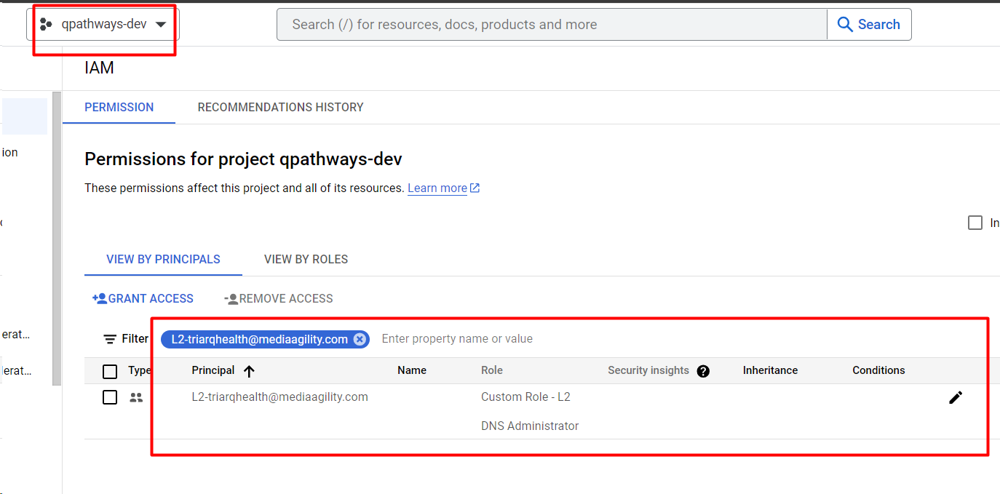 qpathways-dev
Search (/) for resources, docs, products and more
Search
IAM
PERMISSION
RECOMMENDATIONS HISTORY
ion
Permissions for project qpathways-dev
These permissions affect this project and all of its resources. Learn more
In
VIEW BY PRINCIPALS
VIEW BY ROLES
GRANT ACCESS
REMOVE ACCESS
erat...
Filter
L2-triarqhealth@mediaagility.com
Enter property name or value
lerat...
Type
Principal
Name
Role
Security insights
Inheritance
Conditions
L2-triarqhealth@mediaagility.com
Custom Role - L2
DNS Administrator